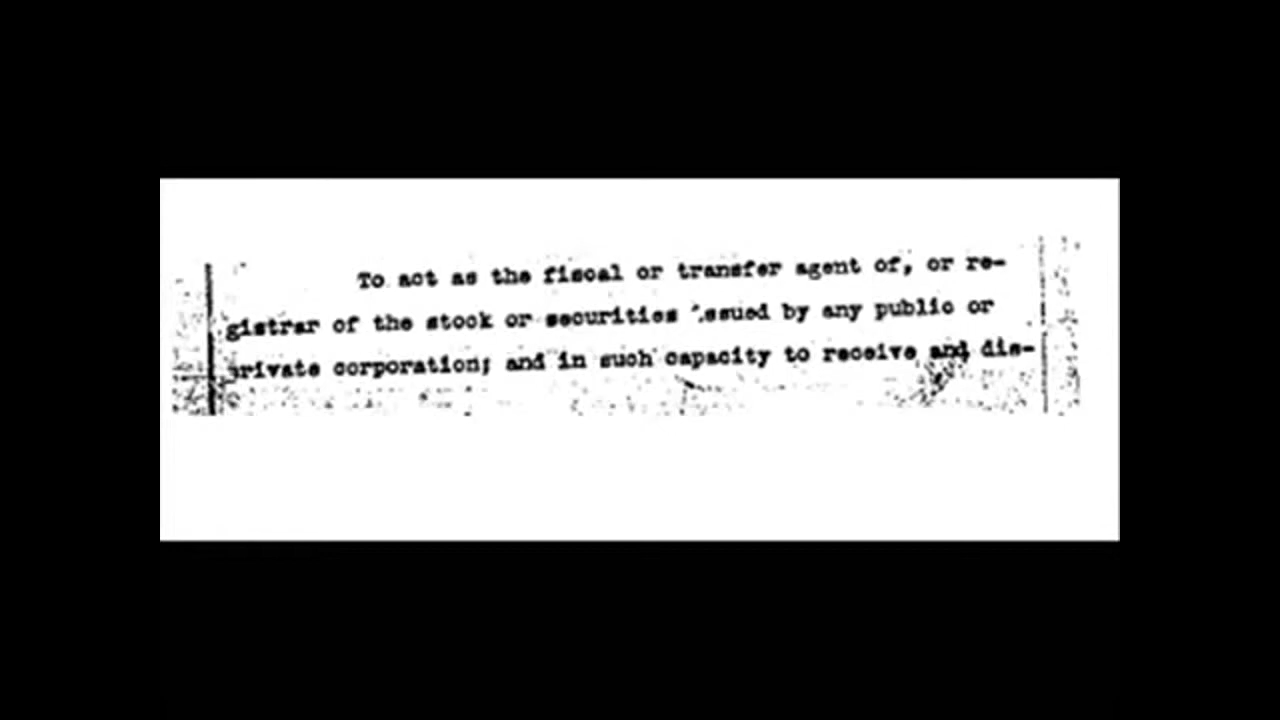 To act as the fiscal or transfer agent of, or re-
gistrar of the stock or securities issued by any public or
private corporation; and in such capacity to receive and dis-